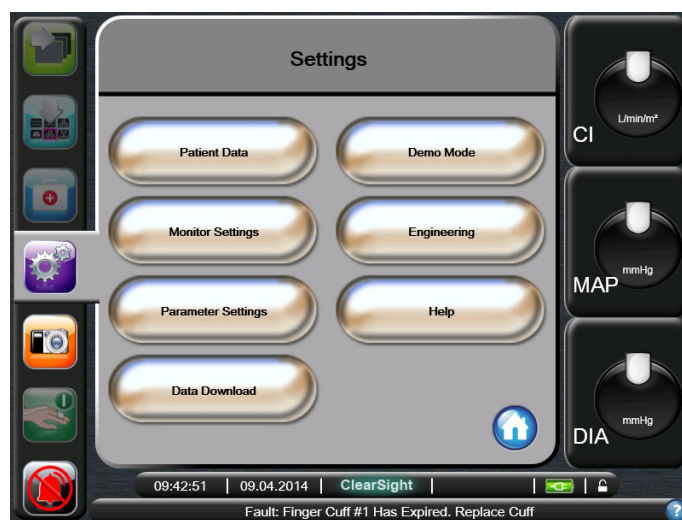 Settings
Patient Data
Demo Mode
Monitor Settings
Engineering
Parameter Settings
Help
Data Download
L/min/m²
CI
mmHg
MAP
mmHg
DIA
09:42:51 | 09.04.2014 | ClearSight | |
Fault: Finger Cuff #1 Has Expired. Replace Cuff
?